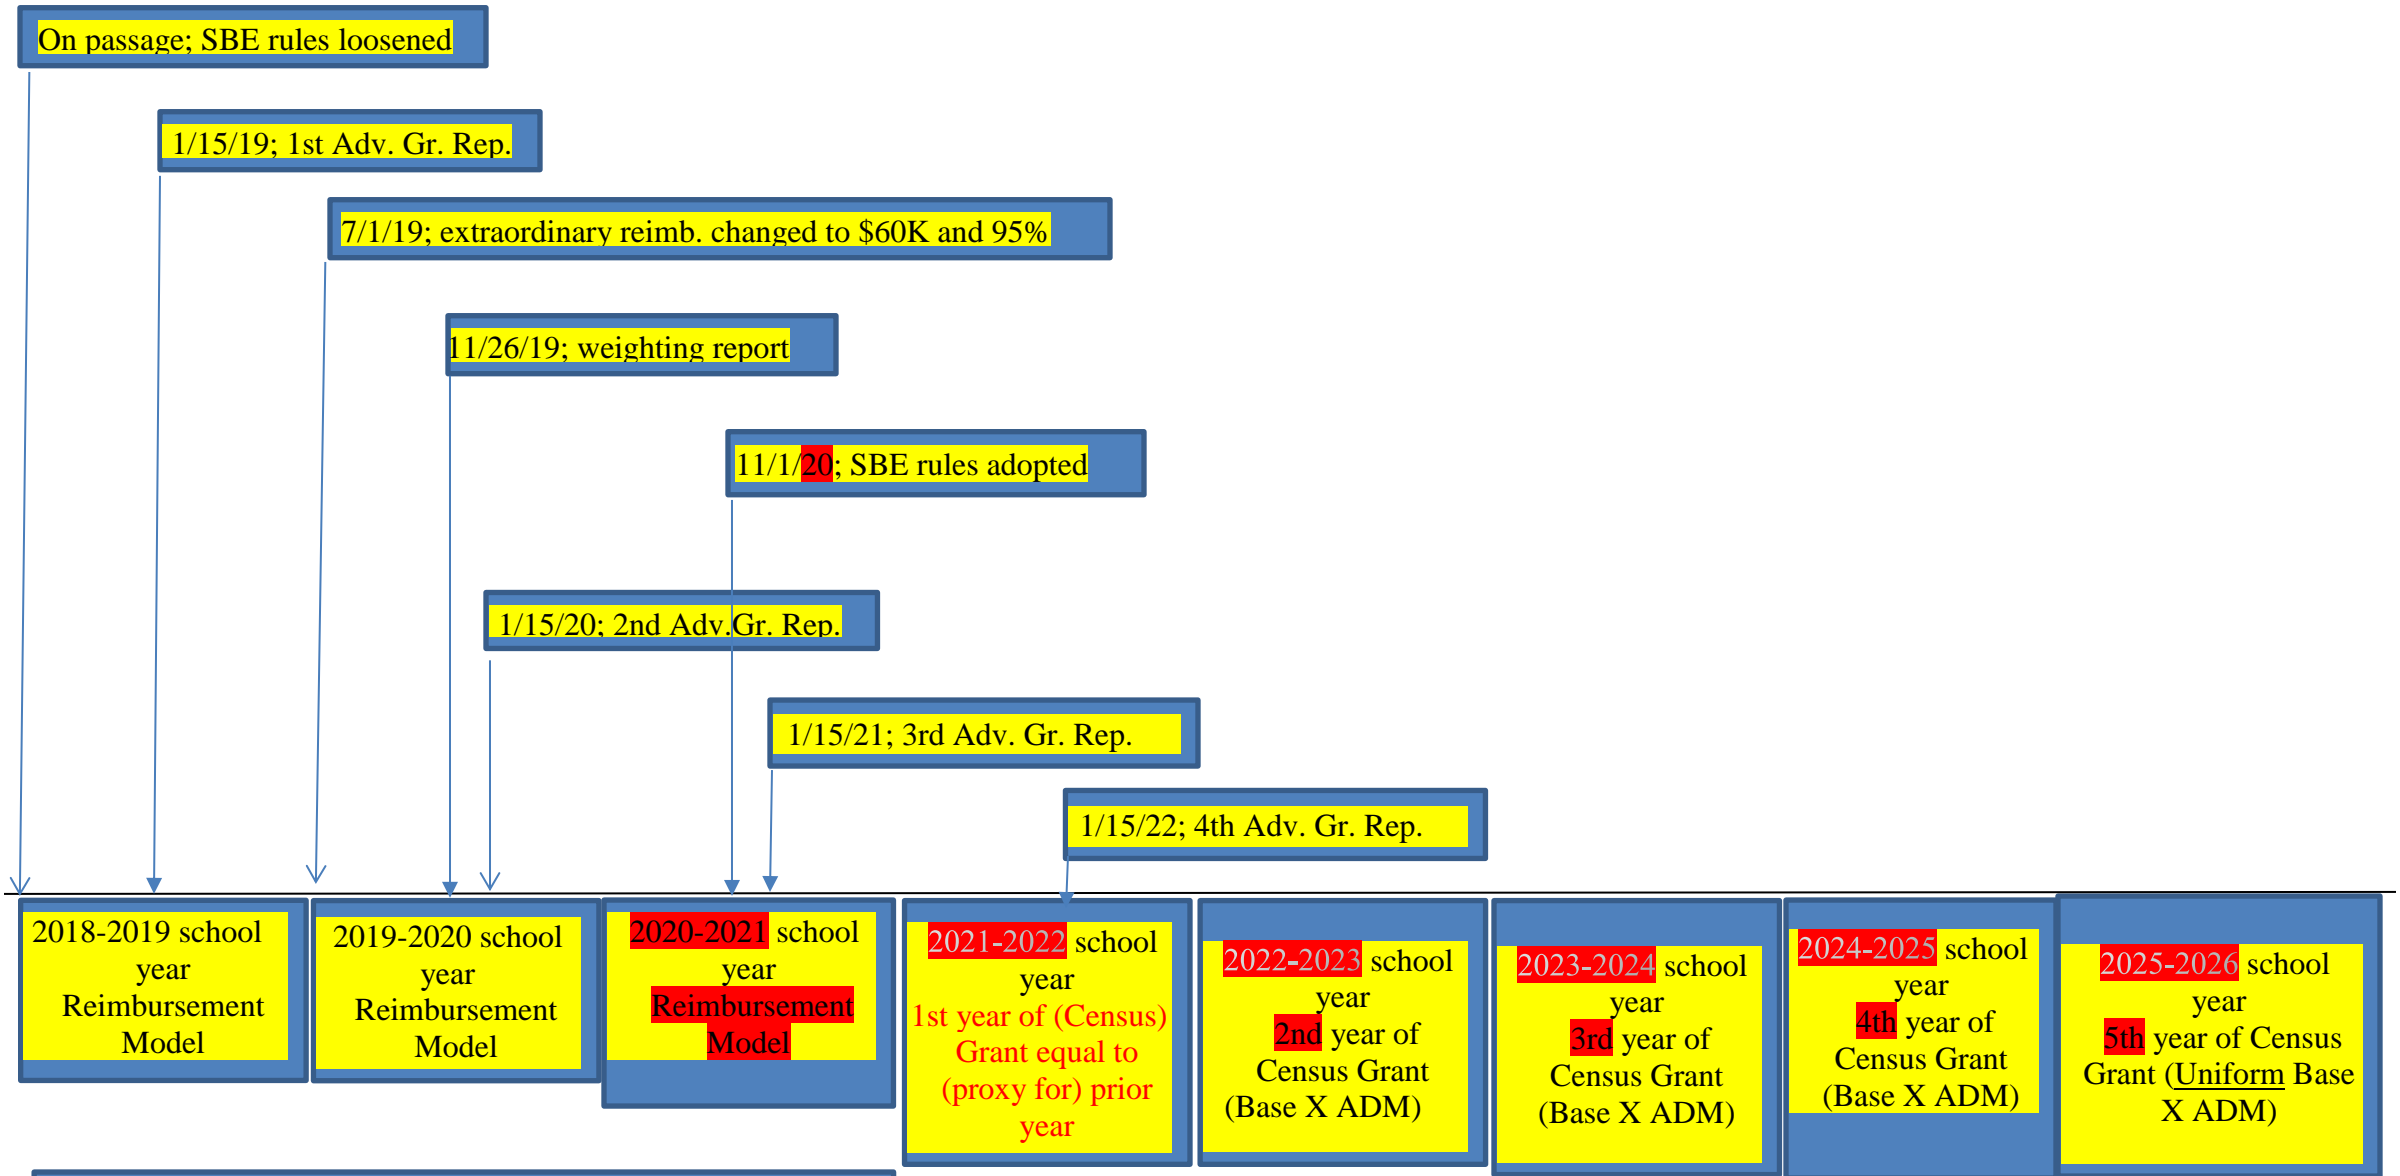 On passage; SBE rules loosened
1/15/19; 1st Adv. Gr. Rep.
7/1/19; extraordinary reimb. changed to $60K and 95%
11/26/19; weighting report
11/1/20; SBE rules adopted
1/15/20; 2nd Adv.Gr. Rep.
1/15/21; 3rd Adv. Gr. Rep.
1/15/22; 4th Adv. Gr. Rep.
2018-2019 school
year
Reimbursement
Model
2019-2020 school
year
Reimbursement
Model
2020-2021 school
year
Reimbursement
Model
2021-2022 school
year
1st year of (Census)
Grant equal to
(proxy for) prior
year
2022-2023 school
year
2nd year of
Census Grant
(Base X ADM)
2023-2024 school
year
3rd year of
Census Grant
(Base X ADM)
2024-2025 school
year
4th year of
Census Grant
(Base X ADM)
2025-2026 school
year
5th year of Census
Grant (Uniform Base
X ADM)